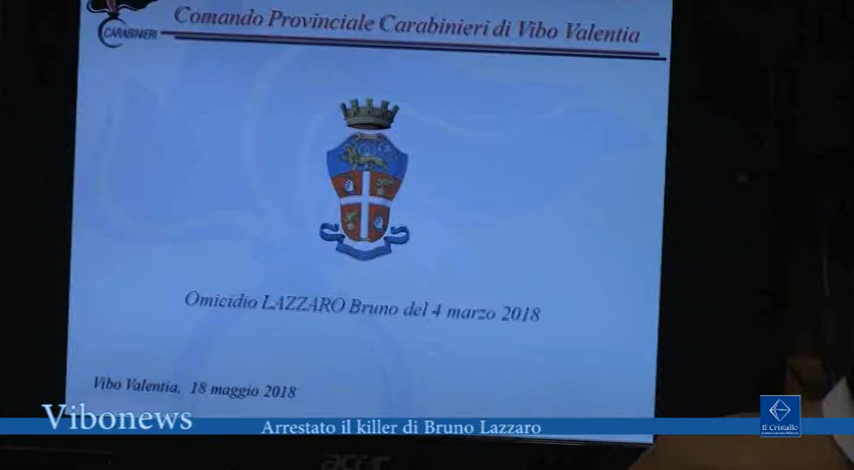 CARABINIERI
Comando Provinciale Carabinieri di Vibo Valentia
Omicidio LAZZARO Bruno del 4 marzo 2018
Vibo Valentia, 18 maggio 2018
Vibonews
Arrestato il killer di Bruno Lazzaro
Il Cristallo
acer